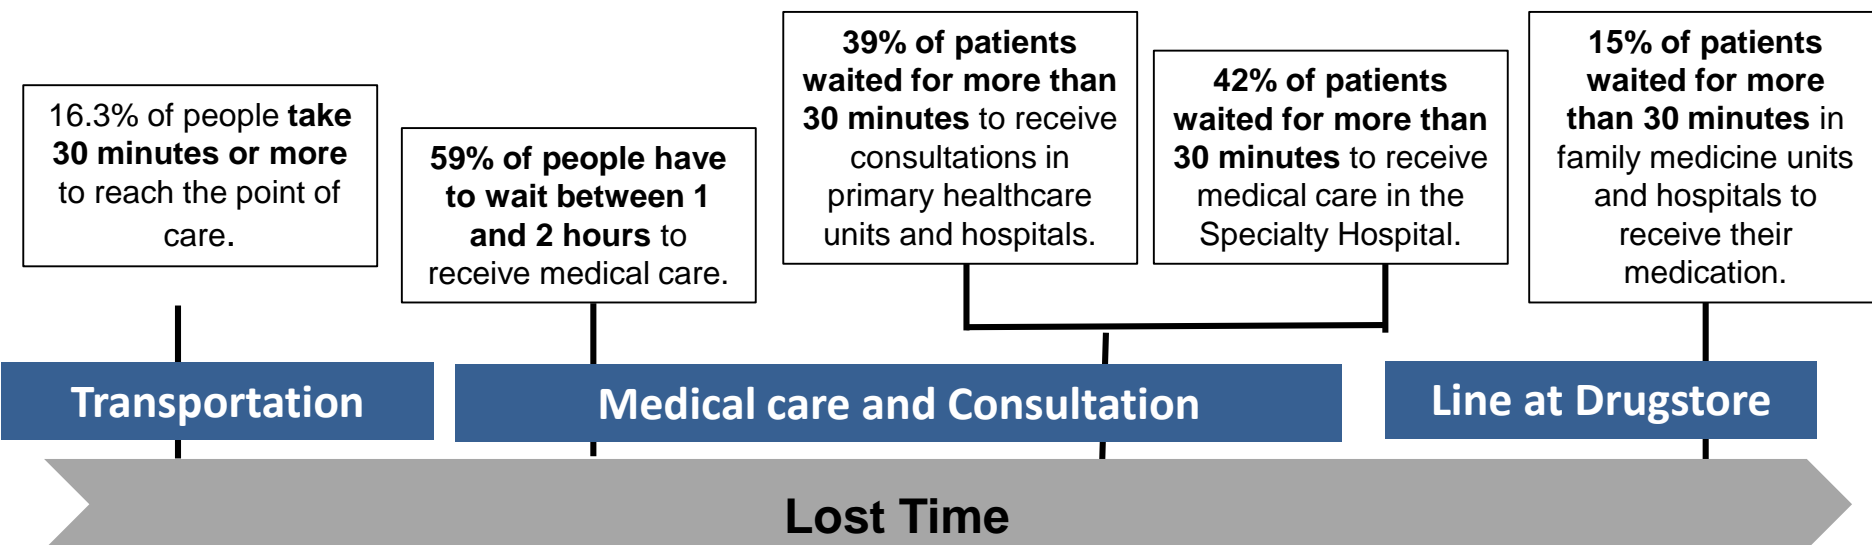 16.3% of people take
30 minutes or more
to reach the point of
care.
59% of people have
to wait between 1
and 2 hours to
receive medical care.
39% of patients
waited for more than
30 minutes to receive
consultations in
primary healthcare
units and hospitals.
42% of patients
waited for more than
30 minutes to receive
medical care in the
Specialty Hospital.
15% of patients
waited for more
than 30 minutes in
family medicine units
and hospitals to
receive their
medication.
Transportation
Medical care and Consultation
Line at Drugstore
Lost Time